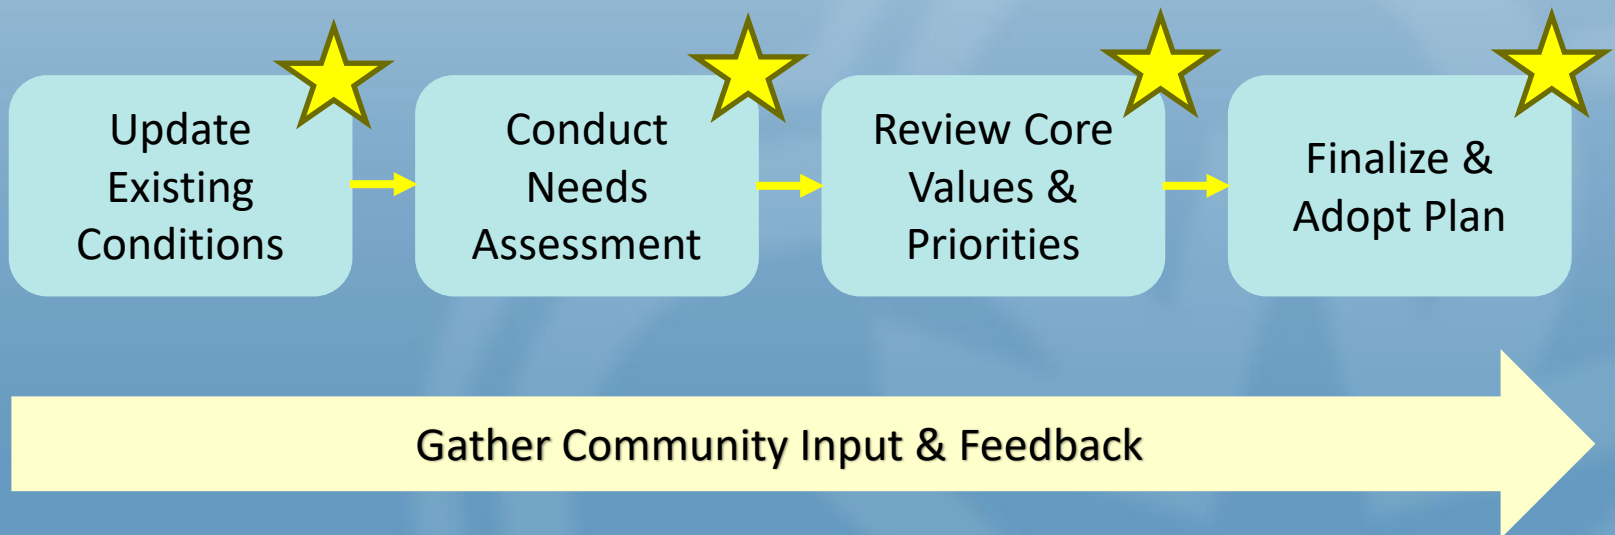 Update
Existing
Conditions
Conduct
Needs
Assessment
Review Core
Values &
Priorities
Finalize &
Adopt Plan
Gather Community Input & Feedback